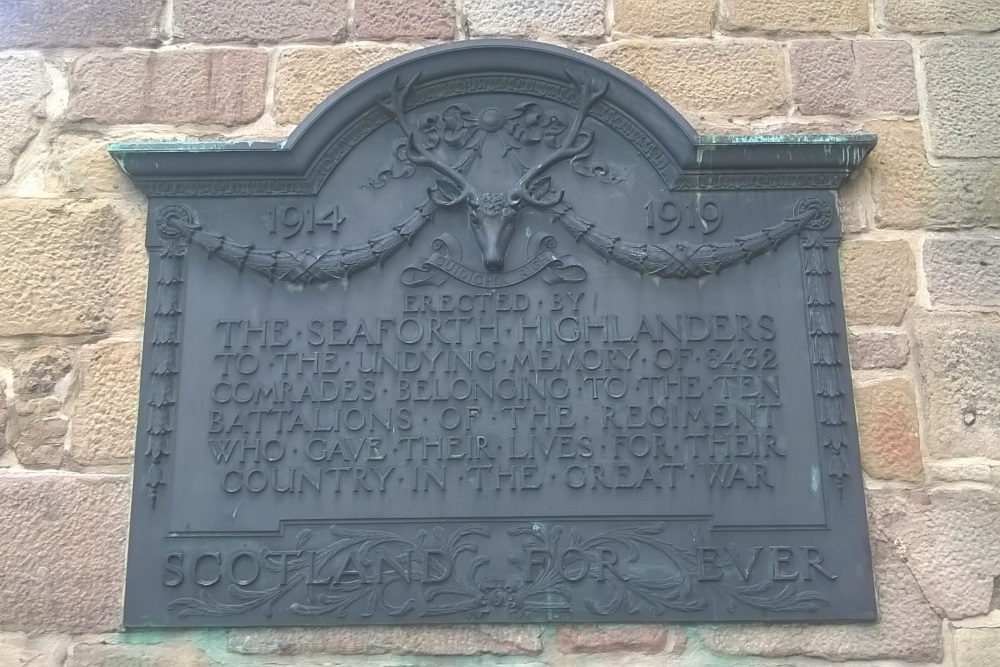 1914 1919
CUIDICH 'N RIGH
ERECTED · BY
THE · SEAFORTH · HIGHLANDERS
TO · THE · UNDYING · MEMORY · OF · 8432
COMRADES · BELONGING · TO · THE · TEN
BATTALIONS · OF · THE · REGIMENT
WHO · GAVE · THEIR · LIVES · FOR · THEIR
COUNTRY · IN · THE · GREAT · WAR
SCOTLAND FOR EVER